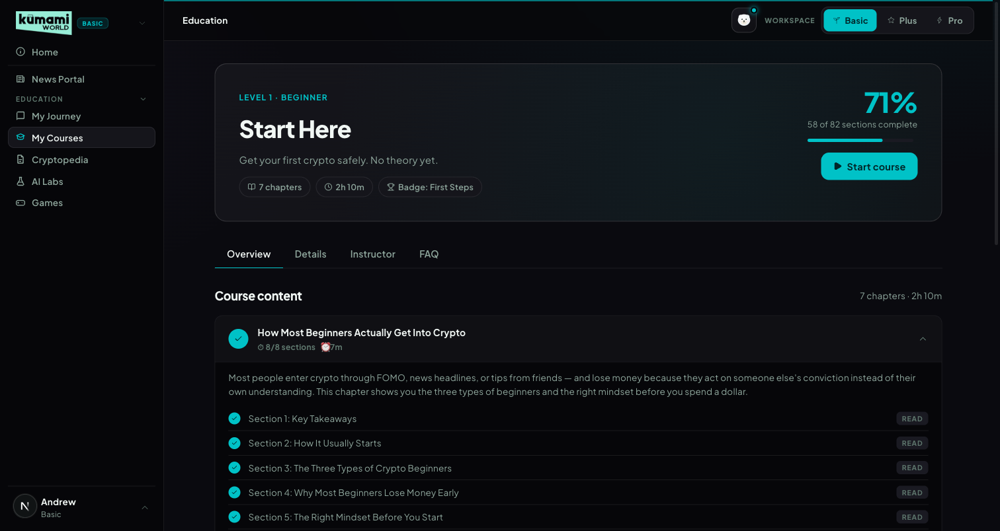 kumami
WORLD
BASIC
Home
News Portal
EDUCATION
My Journey
My Courses
Cryptopedia
AI Labs
Games
Andrew
Basic
Education
WORKSPACE
Basic
Plus
Pro
LEVEL 1 · BEGINNER
Start Here
Get your first crypto safely. No theory yet.
7 chapters
2h 10m
Badge: First Steps
71%
58 of 82 sections complete
Start course
Overview
Details
Instructor
FAQ
Course content
7 chapters · 2h 10m
How Most Beginners Actually Get Into Crypto
⏱ 8/8 sections ⏰7m
Most people enter crypto through FOMO, news headlines, or tips from friends — and lose money because they act on someone else's conviction instead of their
own understanding. This chapter shows you the three types of beginners and the right mindset before you spend a dollar.
Section 1: Key Takeaways READ
Section 2: How It Usually Starts READ
Section 3: The Three Types of Crypto Beginners READ
Section 4: Why Most Beginners Lose Money Early READ
Section 5: The Right Mindset Before You Start READ